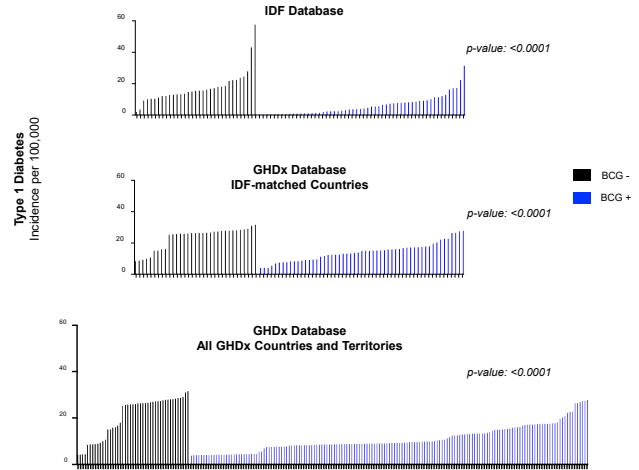 IDF Database
60
40
20
0
p-value: <0.0001
Type 1 Diabetes
Incidence per 100,000
GHDx Database
IDF-matched Countries
60
40
20
0
p-value: <0.0001
BCG -
BCG +
GHDx Database
All GHDx Countries and Territories
60
40
20
0
p-value: <0.0001